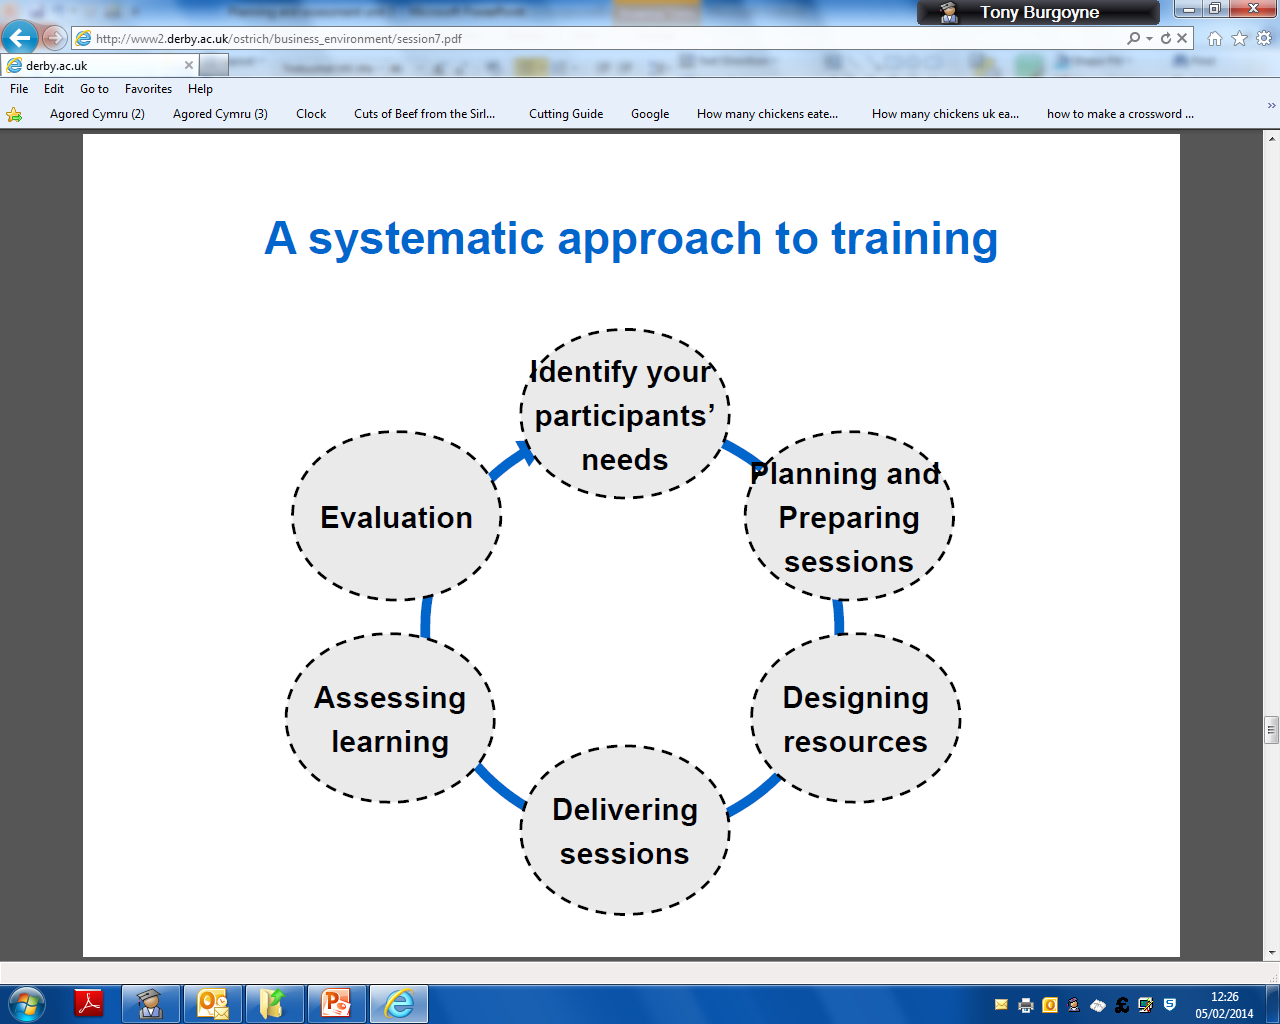 Tony Burgoyne
http://www2.derby.ac.uk/ostrich/business_environment/session7.pdf
derby.ac.uk
File Edit Go to Favorites Help
Agored Cymru (2) Agored Cymru (3) Clock Cuts of Beef from the Sirl... Cutting Guide Google How many chickens eate... How many chickens uk ea... how to make a crossword ...
A systematic approach to training
Identify your
participants’
needs
Planning and
Preparing
sessions
Designing
resources
Delivering
sessions
Assessing
learning
Evaluation
12:26
05/02/2014